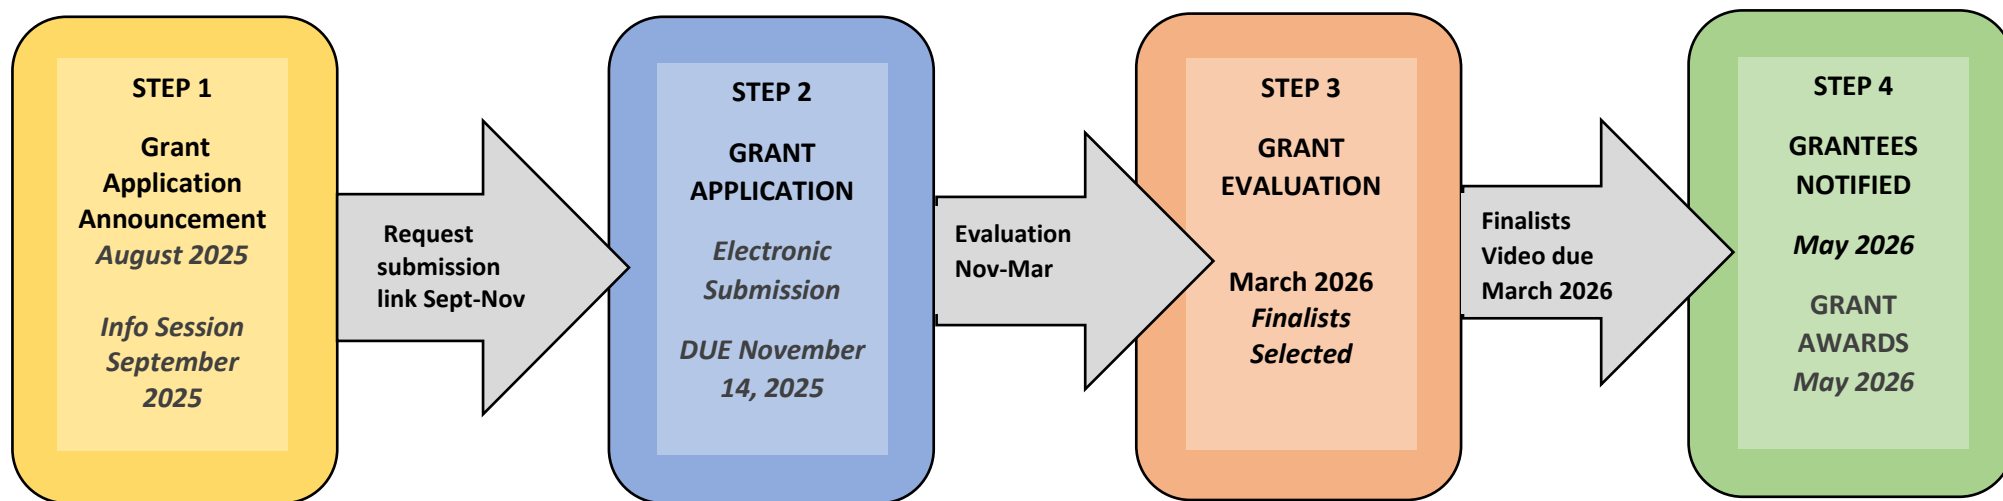 STEP 1
Grant
Application
Announcement
August 2025
Info Session
September
2025
Request
submission
link Sept-Nov
STEP 2
GRANT
APPLICATION
Electronic
Submission
DUE November
14, 2025
Evaluation
Nov-Mar
STEP 3
GRANT
EVALUATION
March 2026
Finalists
Selected
Finalists
Video due
March 2026
STEP 4
GRANTEES
NOTIFIED
May 2026
GRANT
AWARDS
May 2026